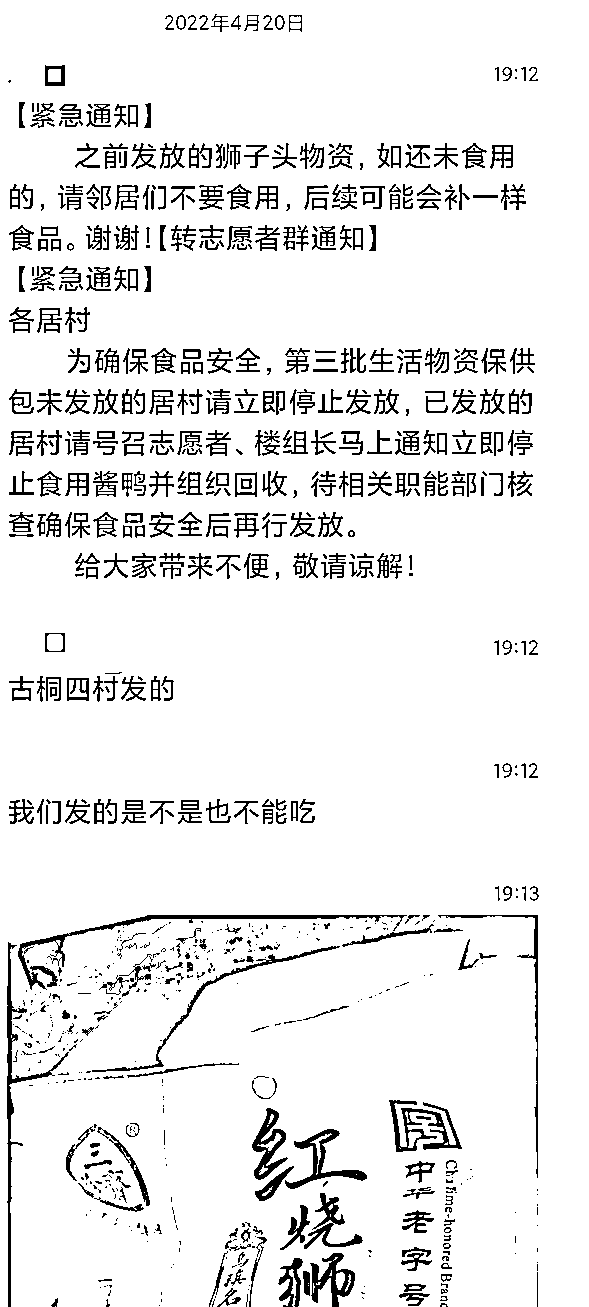 2022年4月20日
19:12
【紧急通知】
之前发放的狮子头物资，如还未食用
的，请邻居们不要食用，后续可能会补一样
食品。谢谢！【转志愿者群通知】
【紧急通知】
各居村
为确保食品安全，第三批生活物资保供
包未发放的居村请立即停止发放，已发放的
居村请号召志愿者、楼组长马上通知立即停
止食用酱鸭并组织回收，待相关职能部门核
查确保食品安全后再行发放。
给大家带来不便，敬请谅解！
19:12
古桐四村发的
19:12
我们发的是不是也不能吃
19:13
红烧狮
中华老字号